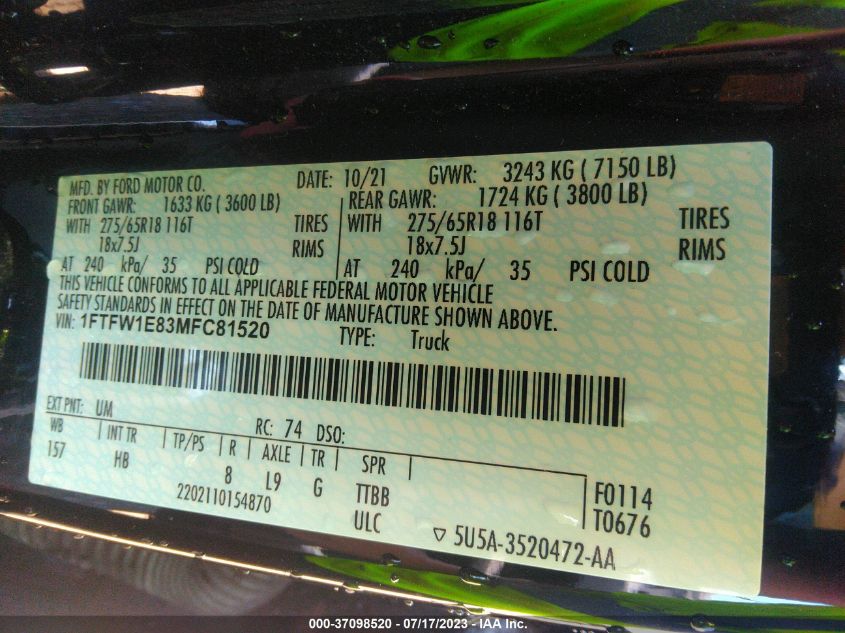 MFD. BY FORD MOTOR CO. DATE: 10/21 GVWR: 3243 KG ( 7150 LB)
FRONT GAWR: 1633 KG ( 3600 LB) REAR GAWR: 1724 KG ( 3800 LB)
WITH 275/65R18 116T TIRES WITH 275/65R18 116T TIRES
18x7.5J RIMS 18x7.5J RIMS
AT 240 kPa/ 35 PSI COLD AT 240 kPa/ 35 PSI COLD
THIS VEHICLE CONFORMS TO ALL APPLICABLE FEDERAL MOTOR VEHICLE
SAFETY STANDARDS IN EFFECT ON THE DATE OF MANUFACTURE SHOWN ABOVE.
VIN: 1FTFW1E83MFC81520 TYPE: Truck
EXT PNT: UM RC: 74 DSO:
WB INT TR TP/PS R AXLE TR SPR
157 HB 8 L9 G TTBB F0114
2202110154870 ULC T0676
▽ 5U5A-3520472-AA
000-37098520 - 07/17/2023 - IAA Inc.